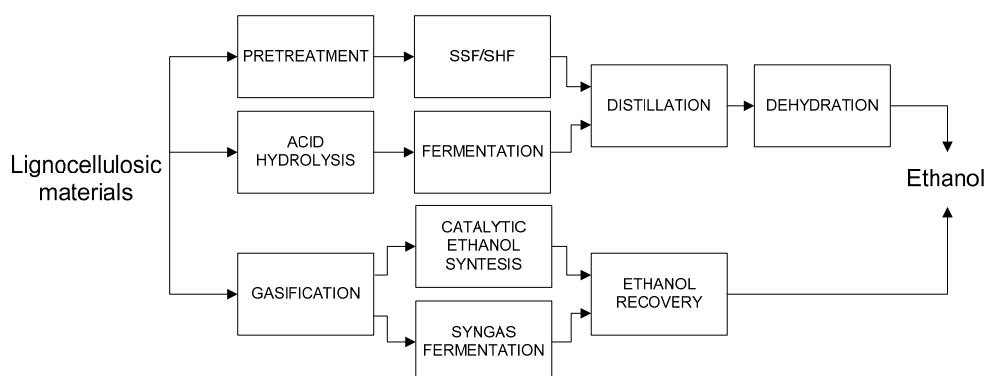 PRETREATMENT
SSF/SHF
DISTILLATION
DEHYDRATION
ACID
HYDROLYSIS
FERMENTATION
Lignocellulosic
materials
Ethanol
CATALYTIC
ETHANOL
SYNTESIS
GASIFICATION
ETHANOL
RECOVERY
SYNGAS
FERMENTATION